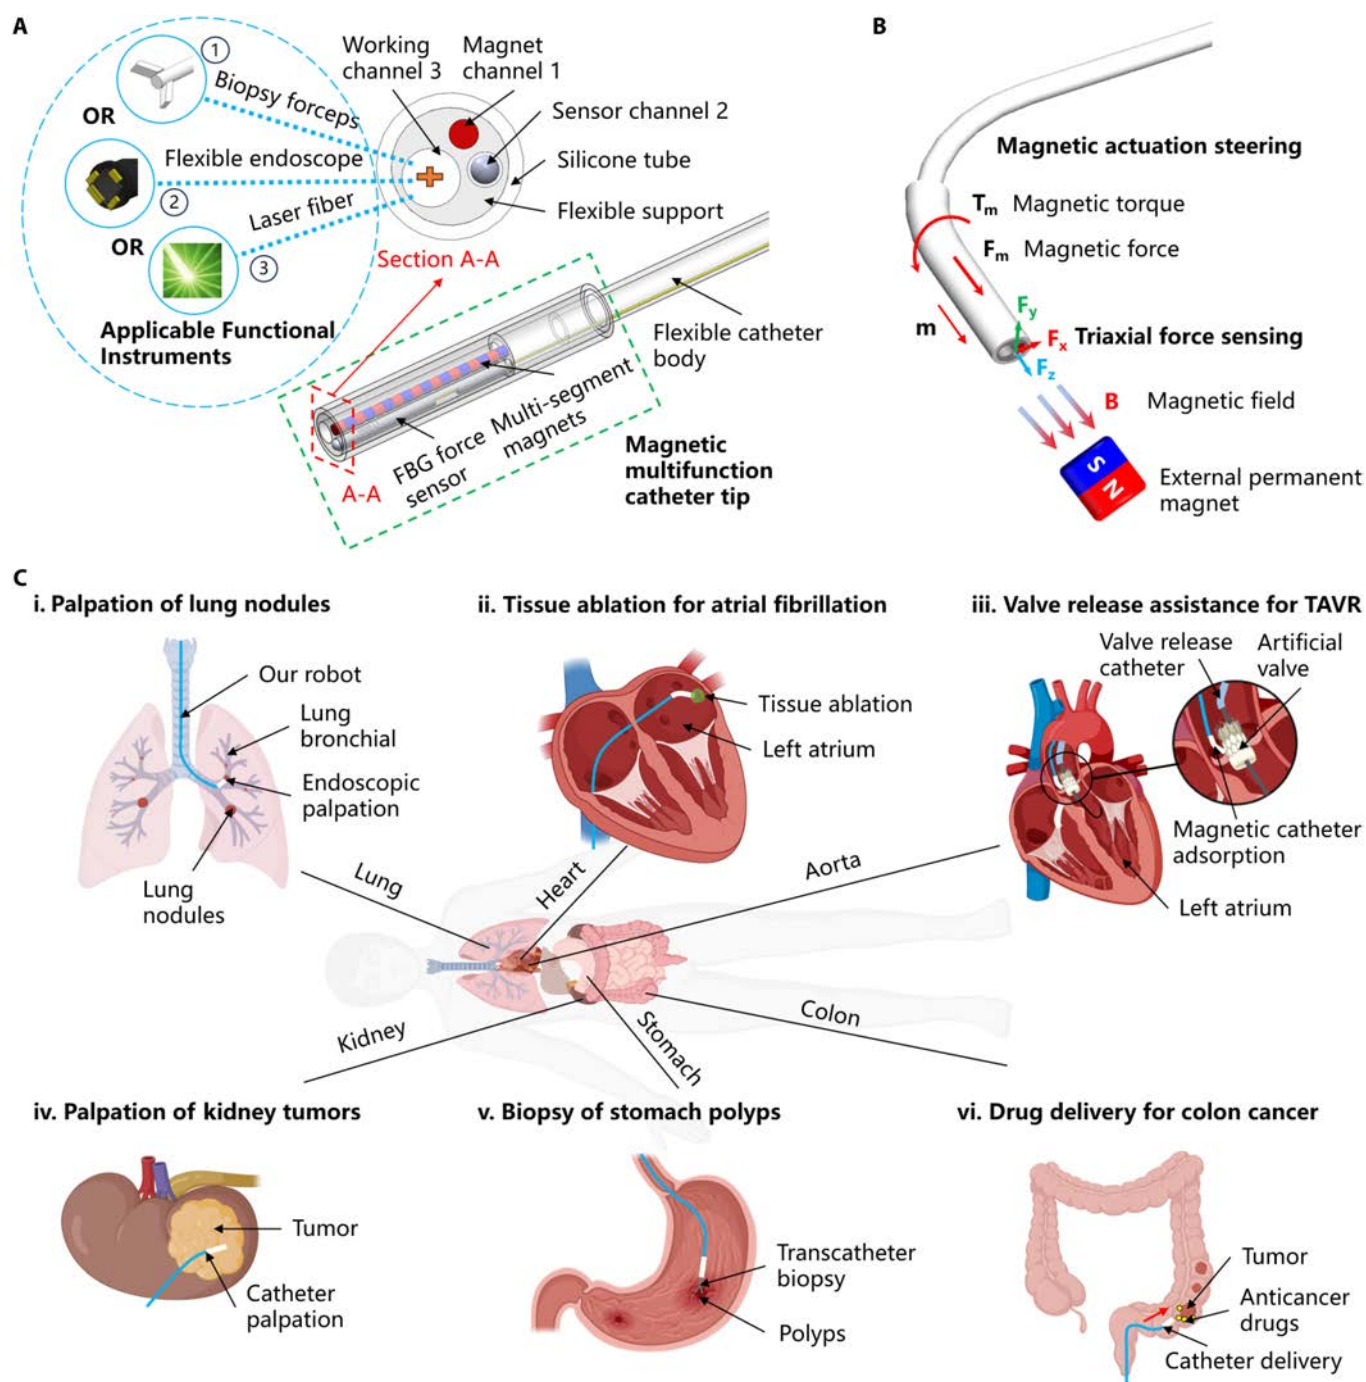 A
1
Biopsy forceps
OR
Flexible endoscope
2
OR
Laser fiber
3
Applicable Functional
Instruments
Working
channel 3
Magnet
channel 1
Sensor channel 2
Silicone tube
Flexible support
Section A-A
Flexible catheter
body
FBG force
sensor
Multi-segment
magnets
A-A
Magnetic
multifunction
catheter tip
B
Magnetic actuation steering
Tm Magnetic torque
Fm Magnetic force
m
Fy
Fx
Fz
Triaxial force sensing
B Magnetic field
S
N
External permanent
magnet
C
i. Palpation of lung nodules
Our robot
Lung
bronchial
Endoscopic
palpation
Lung
nodules
ii. Tissue ablation for atrial fibrillation
Tissue ablation
Left atrium
iii. Valve release assistance for TAVR
Valve release
catheter
Artificial
valve
Magnetic catheter
adsorption
Left atrium
Lung
Heart
Aorta
Kidney
Stomach
Colon
iv. Palpation of kidney tumors
Tumor
Catheter
palpation
v. Biopsy of stomach polyps
Transcatheter
biopsy
Polyps
vi. Drug delivery for colon cancer
Tumor
Anticancer
drugs
Catheter delivery